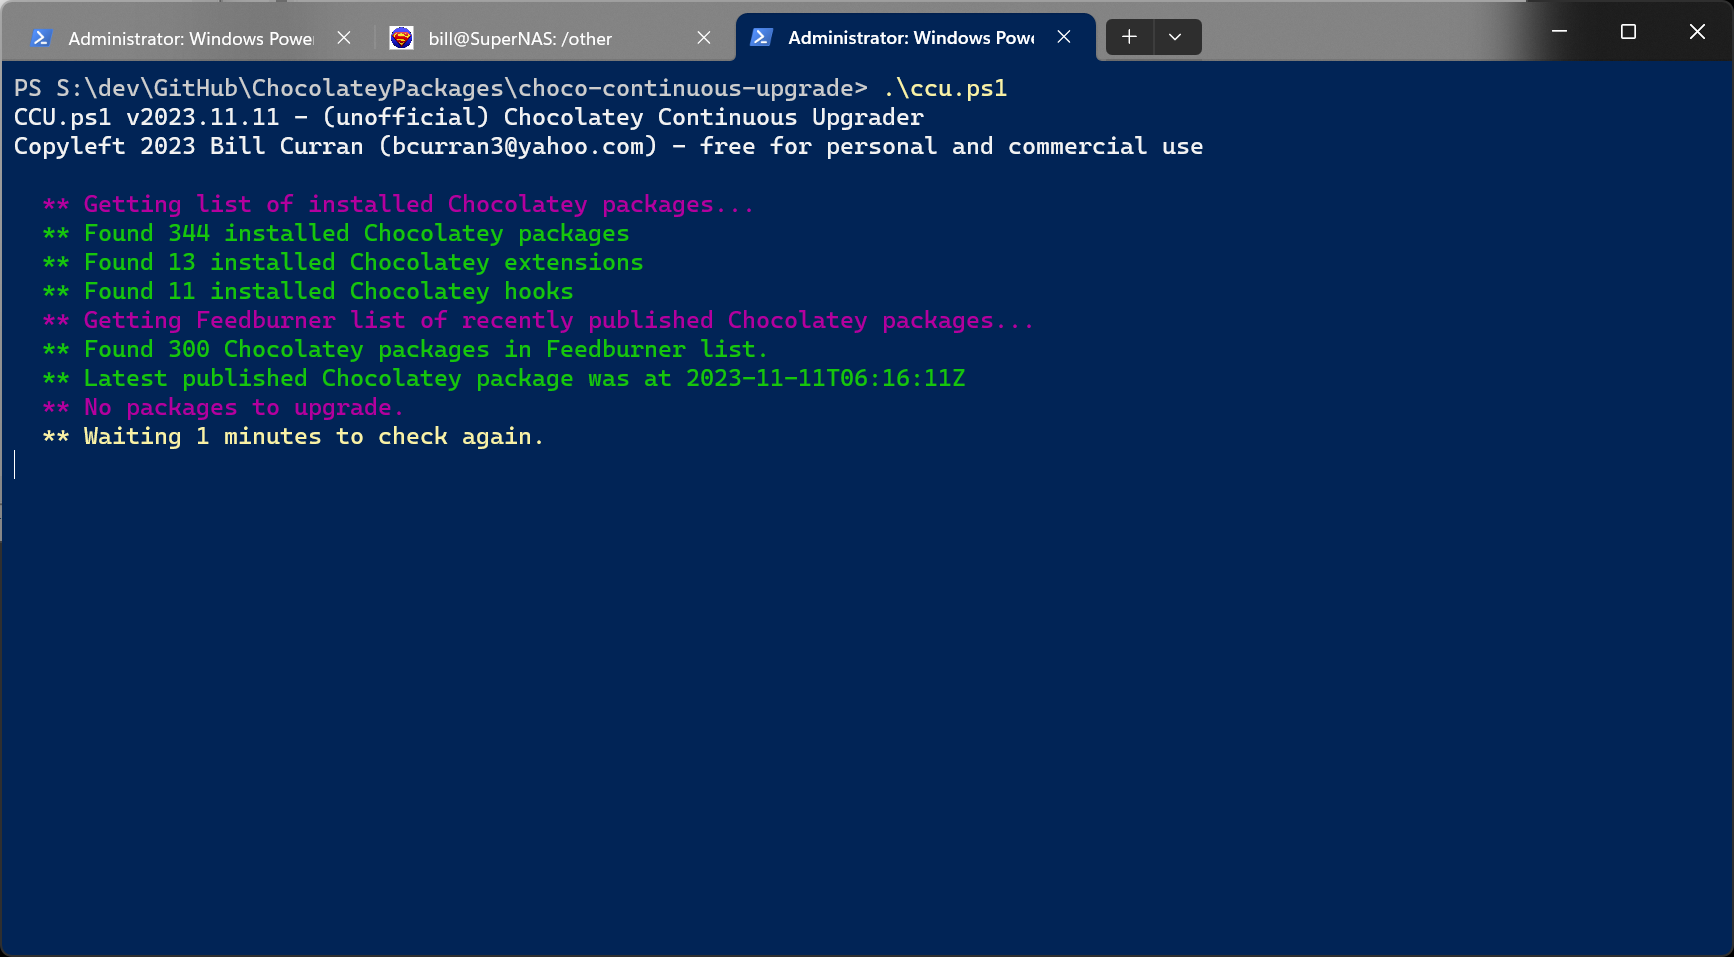 Administrator: Windows Powe
bill@SuperNAS: /other
Administrator: Windows Powe
PS S:\dev\GitHub\ChocolateyPackages\choco-continuous-upgrade> .\ccu.ps1
CCU.ps1 v2023.11.11 - (unofficial) Chocolatey Continuous Upgrader
Copyleft 2023 Bill Curran (bcurran3@yahoo.com) - free for personal and commercial use
** Getting list of installed Chocolatey packages...
** Found 344 installed Chocolatey packages
** Found 13 installed Chocolatey extensions
** Found 11 installed Chocolatey hooks
** Getting Feedburner list of recently published Chocolatey packages...
** Found 300 Chocolatey packages in Feedburner list.
** Latest published Chocolatey package was at 2023-11-11T06:16:11Z
** No packages to upgrade.
** Waiting 1 minutes to check again.